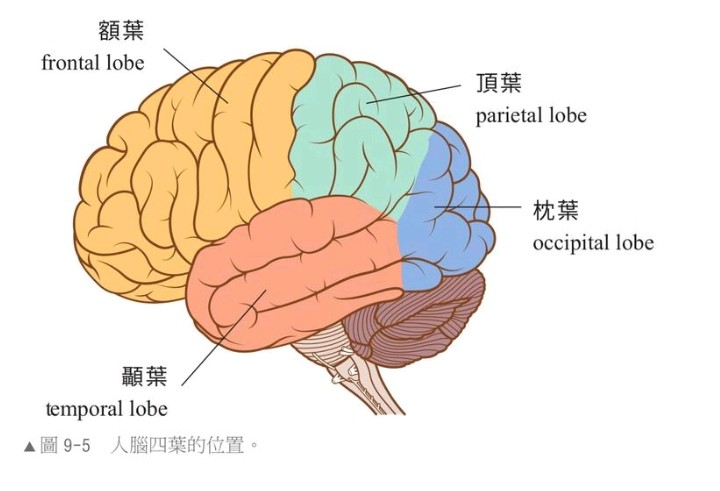 額葉
frontal lobe
頂葉
parietal lobe
枕葉
occipital lobe
顳葉
temporal lobe
▲圖 9-5　人腦四葉的位置。